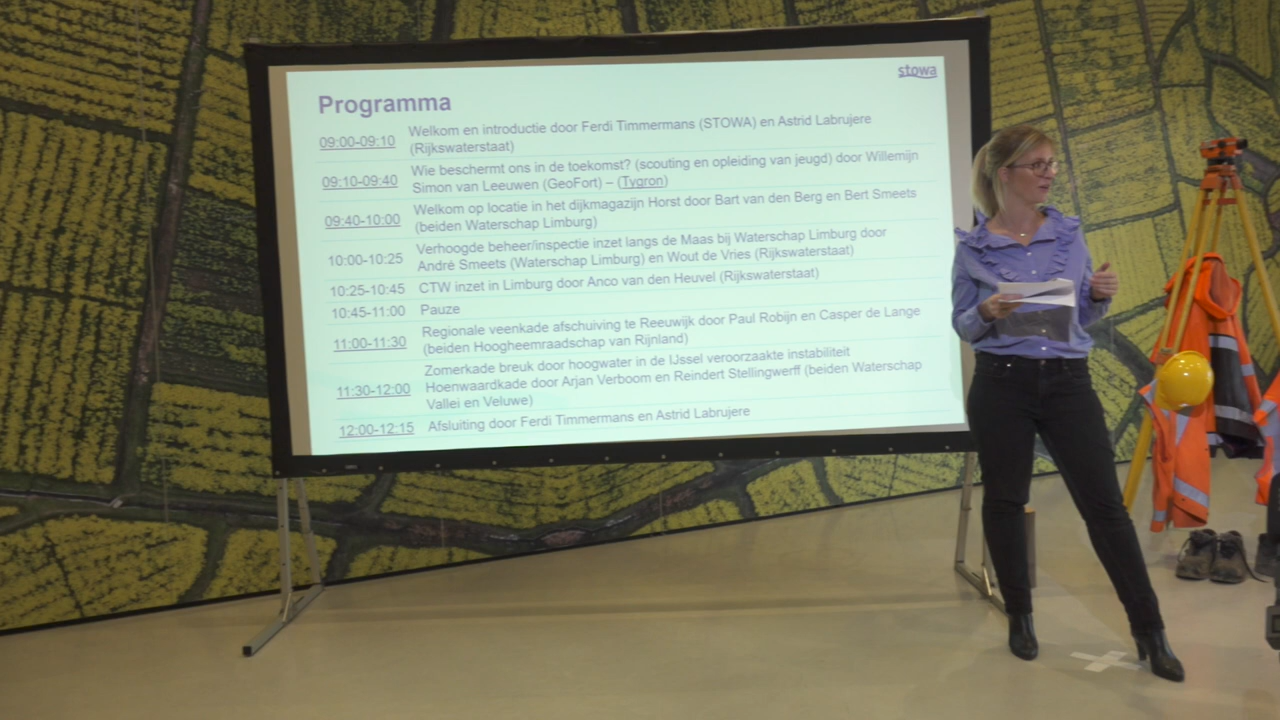 stowa
Programma
09:00-09:10 Welkom en introductie door Ferdi Timmermans (STOWA) en Astrid Labrujere
(Rijkswaterstaat)
09:10-09:40 Wie beschermt ons in de toekomst? (scouting en opleiding van jeugd) door Willemijn
Simon van Leeuwen (GeoFort) – (Tygron)
09:40-10:00 Welkom op locatie in het dijkmagazijn Horst door Bart van den Berg en Bert Smeets
(beiden Waterschap Limburg)
10:00-10:25 Verhoogde beheer/inspectie inzet langs de Maas bij Waterschap Limburg door
André Smeets (Waterschap Limburg) en Wout de Vries (Rijkswaterstaat)
10:25-10:45 CTW inzet in Limburg door Anco van den Heuvel (Rijkswaterstaat)
10:45-11:00 Pauze
11:00-11:30 Regionale veenkade afschuiving te Reeuwijk door Paul Robijn en Casper de Lange
(beiden Hoogheemraadschap van Rijnland)
11:30-12:00 Zomerkade breuk door hoogwater in de IJssel veroorzaakte instabiliteit
Hoenwaardkade door Arjan Verboom en Reindert Stellingwerff (beiden Waterschap
Vallei en Veluwe)
12:00-12:15 Afsluiting door Ferdi Timmermans en Astrid Labrujere